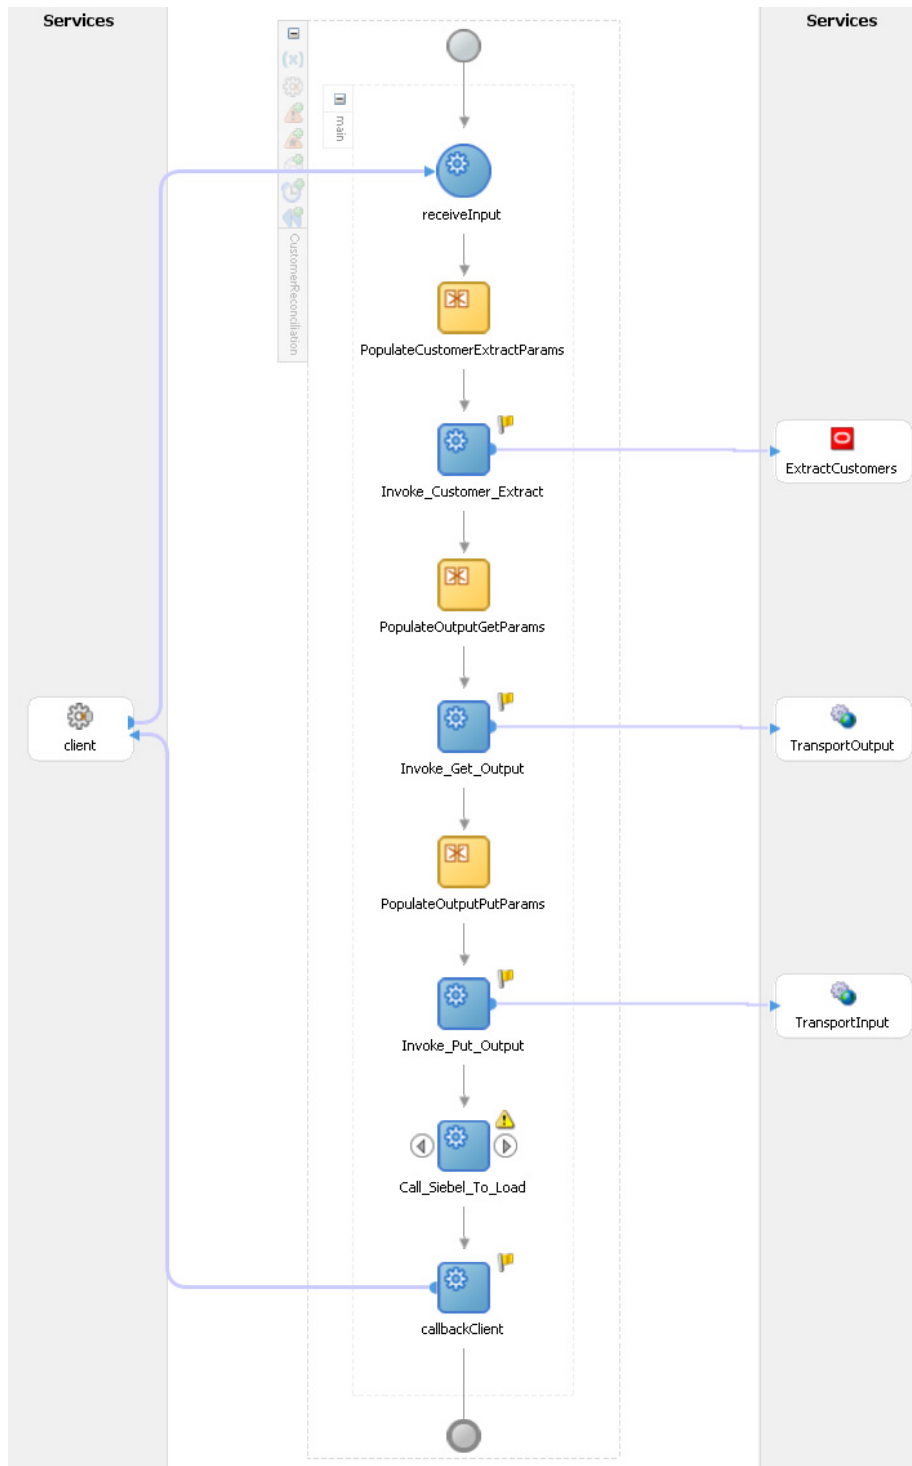 Services
Services
main
CustomerReconciliation
receiveInput
PopulateCustomerExtractParams
Invoke_Customer_Extract
ExtractCustomers
PopulateOutputGetParams
client
Invoke_Get_Output
TransportOutput
PopulateOutputPutParams
Invoke_Put_Output
TransportInput
Call_Siebel_To_Load
callbackClient